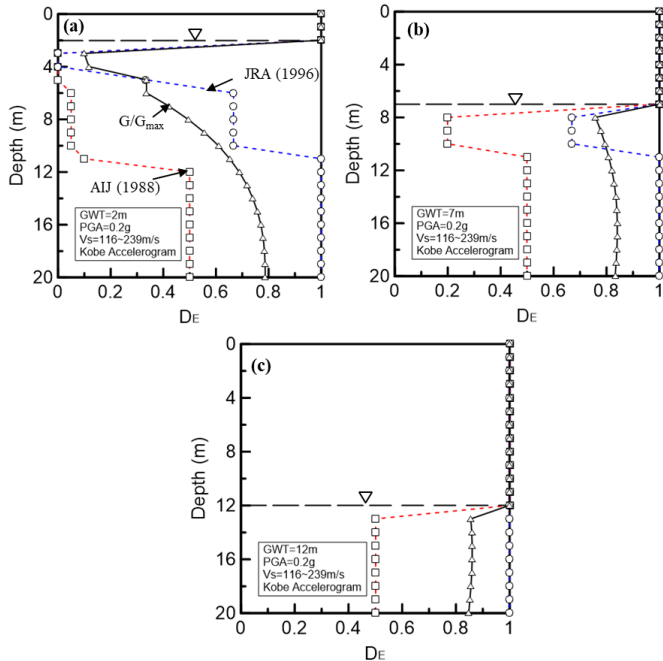 (a)
0
4
8
12
16
20
Depth (m)
JRA (1996)
G/Gmax
AIJ (1988)
GWT=2m
PGA=0.2g
Vs=116~239m/s
Kobe Accelerogram
0 0.2 0.4 0.6 0.8 1
DE
(b)
0
4
8
12
16
20
Depth (m)
GWT=7m
PGA=0.2g
Vs=116~239m/s
Kobe Accelerogram
0 0.2 0.4 0.6 0.8 1
DE
(c)
0
4
8
12
16
20
Depth (m)
GWT=12m
PGA=0.2g
Vs=116~239m/s
Kobe Accelerogram
0 0.2 0.4 0.6 0.8 1
DE